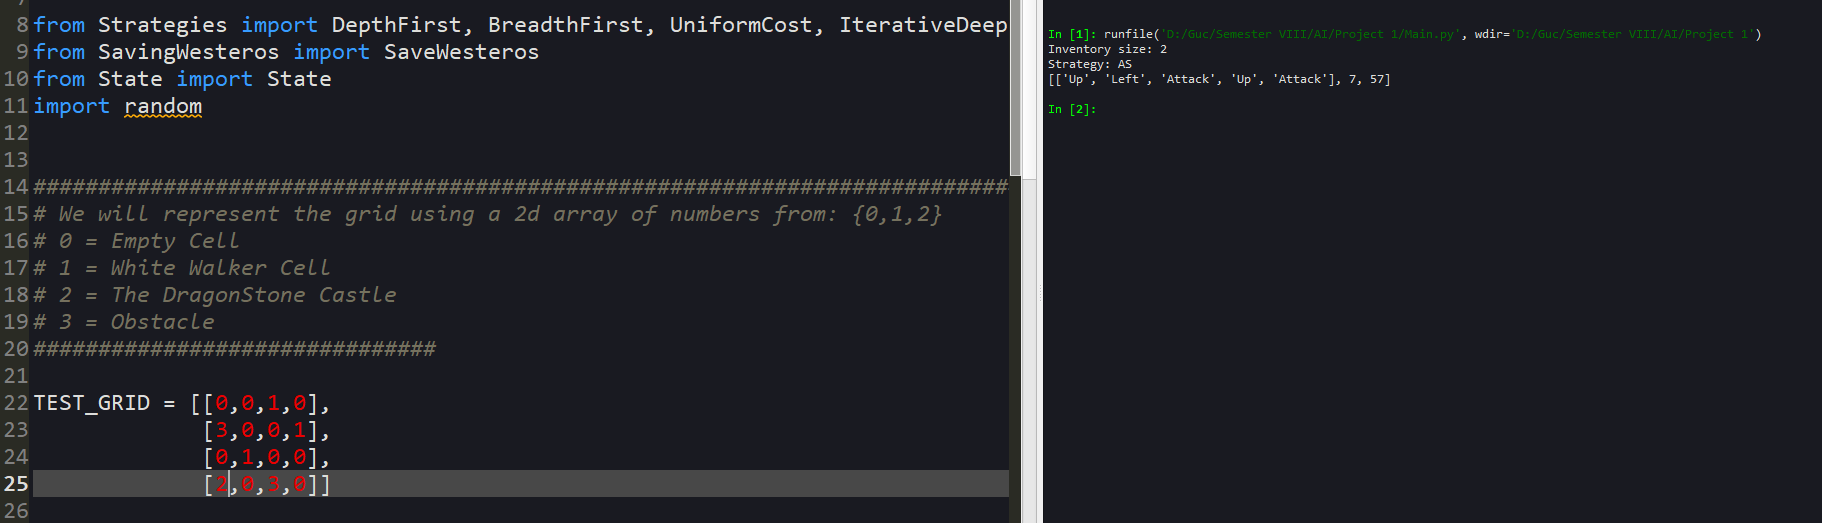 8 from Strategies import DepthFirst, BreadthFirst, UniformCost, IterativeDeep
9 from SavingWesteros import SaveWesteros
10 from State import State
11 import random
12
13
14 ###########################################################################
15 # We will represent the grid using a 2d array of numbers from: {0,1,2}
16 # 0 = Empty Cell
17 # 1 = White Walker Cell
18 # 2 = The DragonStone Castle
19 # 3 = Obstacle
20 ###############################
21
22 TEST_GRID = [[0,0,1,0],
23 [3,0,0,1],
24 [0,1,0,0],
25 [2,0,3,0]]
26
In [1]: runfile('D:/Guc/Semester VIII/AI/Project 1/Main.py', wdir='D:/Guc/Semester VIII/AI/Project 1')
Inventory size: 2
Strategy: AS
[['Up', 'Left', 'Attack', 'Up', 'Attack'], 7, 57]
In [2]: